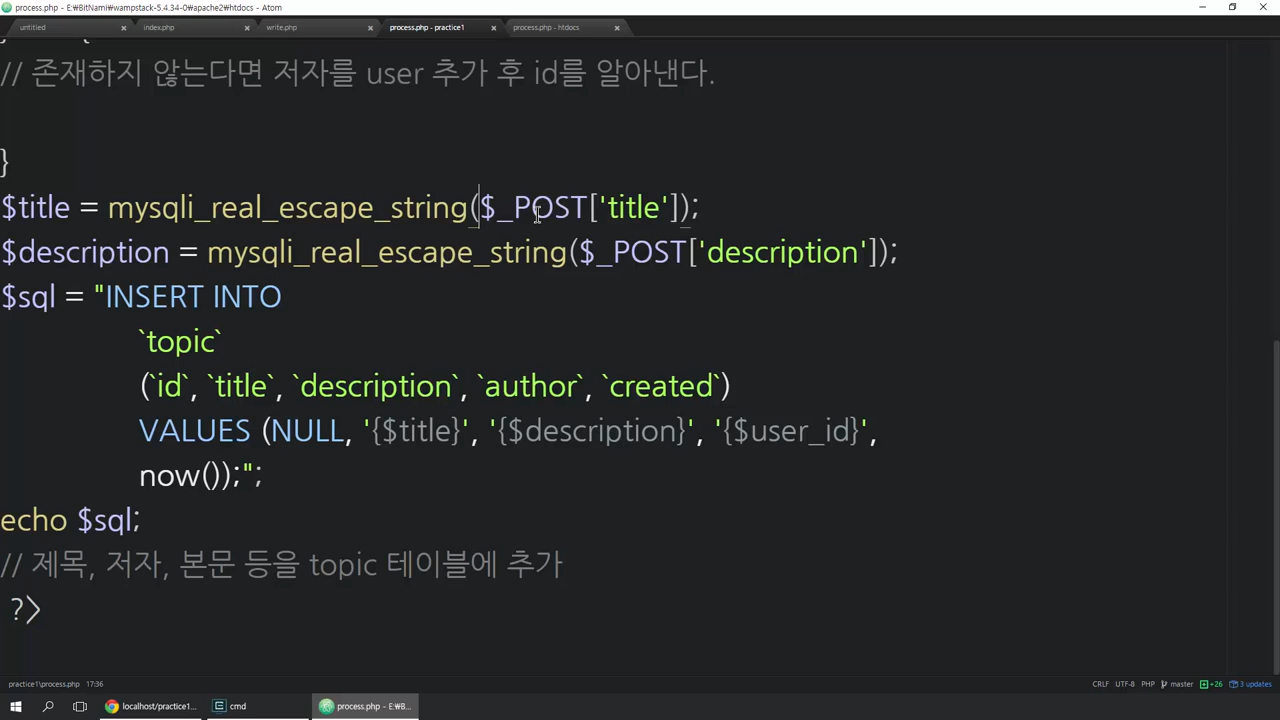 process.php - E:₩BitNami₩wampstack-5.4.34-0₩apache2₩htdocs - Atom
untitled index.php write.php process.php - practice1 process.php - htdocs
// 존재하지 않는다면 저자를 user 추가 후 id를 알아낸다.
}
$title = mysqli_real_escape_string($_POST['title']);
$description = mysqli_real_escape_string($_POST['description']);
$sql = "INSERT INTO
`topic`
(`id`, `title`, `description`, `author`, `created`)
VALUES (NULL, '{$title}', '{$description}', '{$user_id}',
now());";
echo $sql;
// 제목, 저자, 본문 등을 topic 테이블에 추가
?>
practice1\process.php 17:36 CRLF UTF-8 PHP master +26 3 updates
localhost/practice1... cmd process.php - E:₩B...